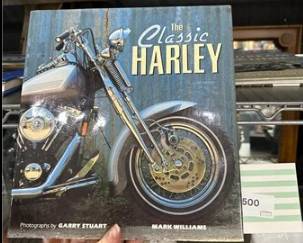 The
Classic
HARLEY
Photographs by GARRY STUART
MARK WILLIAMS
500